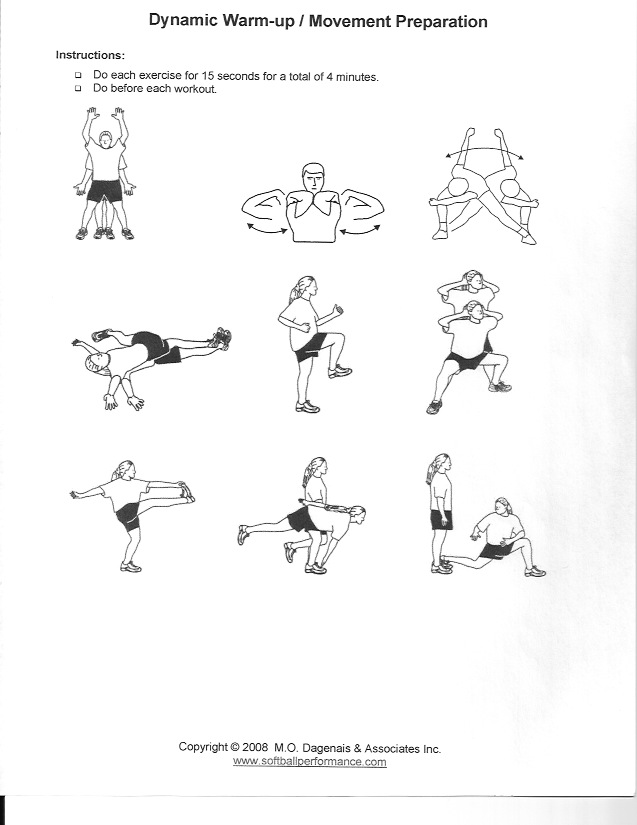 Dynamic Warm-up / Movement Preparation
Instructions:
❑ Do each exercise for 15 seconds for a total of 4 minutes.
❑ Do before each workout.
Copyright © 2008 M.O. Dagenais & Associates Inc.
www.softballperformance.com